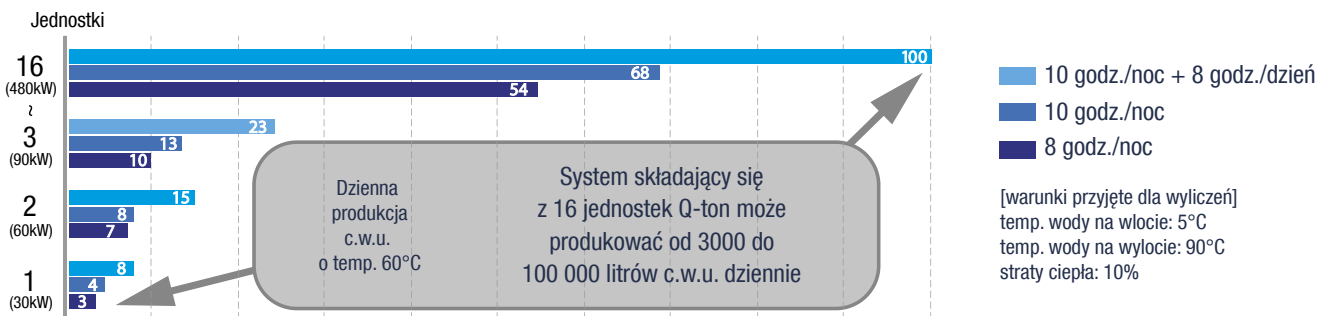 Jednostki
16
(480kW)
~
3
(90kW)
2
(60kW)
1
(30kW)
100
68
54
23
13
10
15
8
7
8
4
3
Dzienna
produkcja
c.w.u.
o temp. 60°C
System składający się
z 16 jednostek Q-ton może
produkować od 3000 do
100 000 litrów c.w.u. dziennie
10 godz./noc + 8 godz./dzień
10 godz./noc
8 godz./noc
[warunki przyjęte dla wyliczeń]
temp. wody na wlocie: 5°C
temp. wody na wylocie: 90°C
straty ciepła: 10%